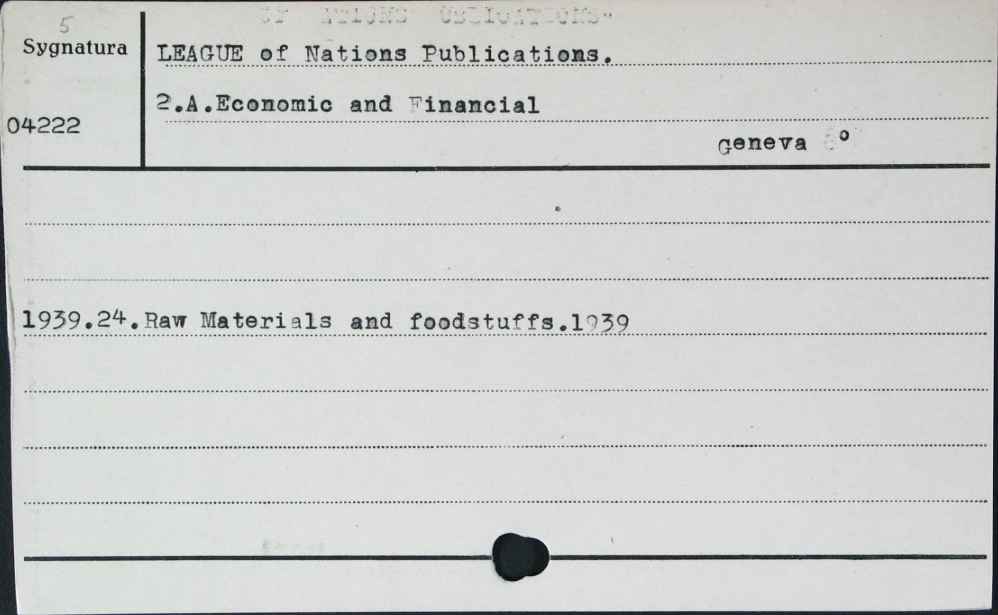 5
Sygnatura
LEAGUE of Nations Publications.
2.A.Economic and Financial
04222
Geneva 8°
1939.24.Raw Materials and foodstuffs.1939